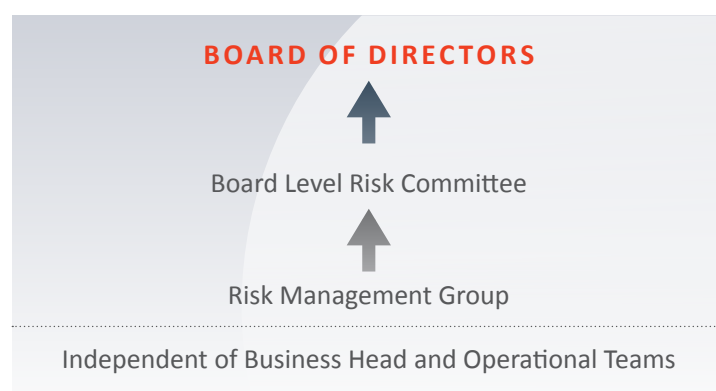 BOARD OF DIRECTORS
Board Level Risk Committee
Risk Management Group
Independent of Business Head and Operational Teams